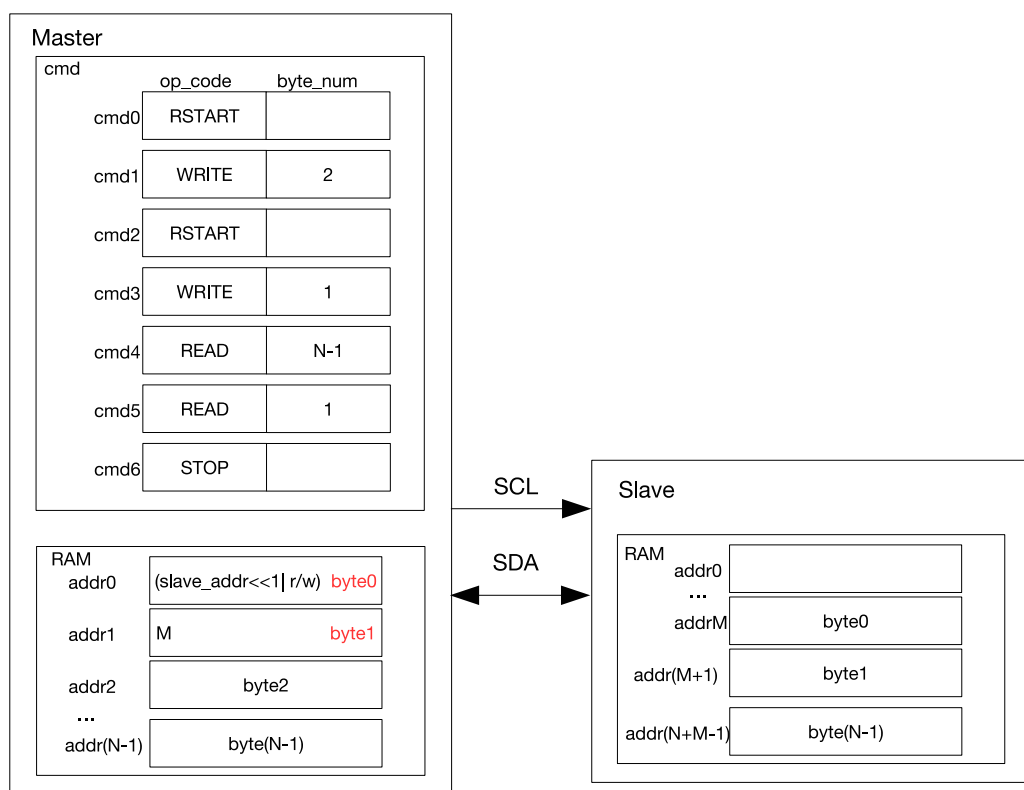 Master
cmd
op_code byte_num
cmd0 RSTART
cmd1 WRITE 2
cmd2 RSTART
cmd3 WRITE 1
cmd4 READ N-1
cmd5 READ 1
cmd6 STOP
RAM
addr0 (slave_addr<<1| r/w) byte0
addr1 M byte1
addr2 byte2
...
addr(N-1) byte(N-1)
SCL
SDA
Slave
RAM
addr0
...
addrM byte0
addr(M+1) byte1
addr(N+M-1) byte(N-1)